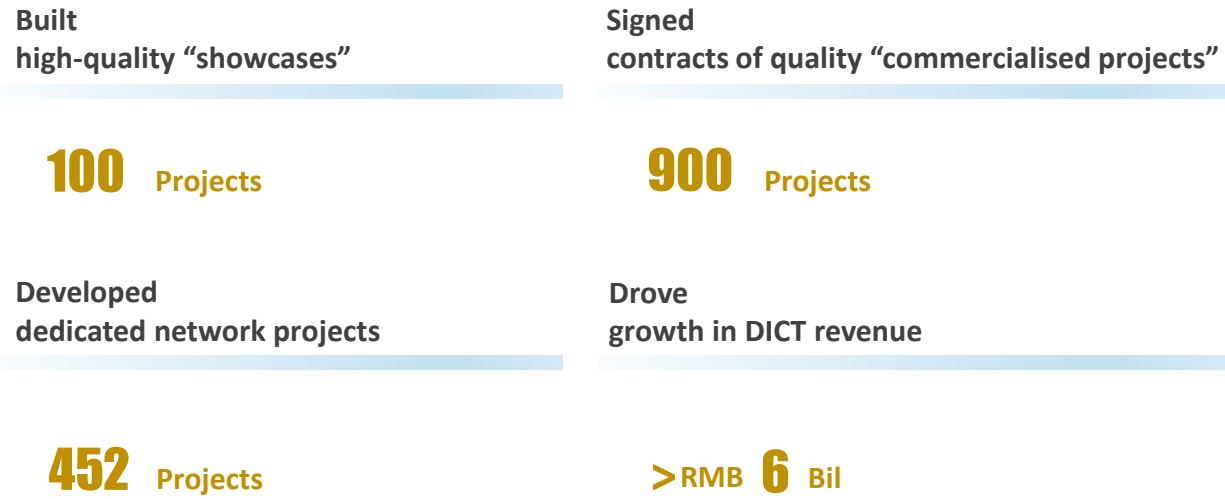 Built
high-quality “showcases”
100 Projects
Signed
contracts of quality “commercialised projects”
900 Projects
Developed
dedicated network projects
452 Projects
Drove
growth in DICT revenue
>RMB 6 Bil